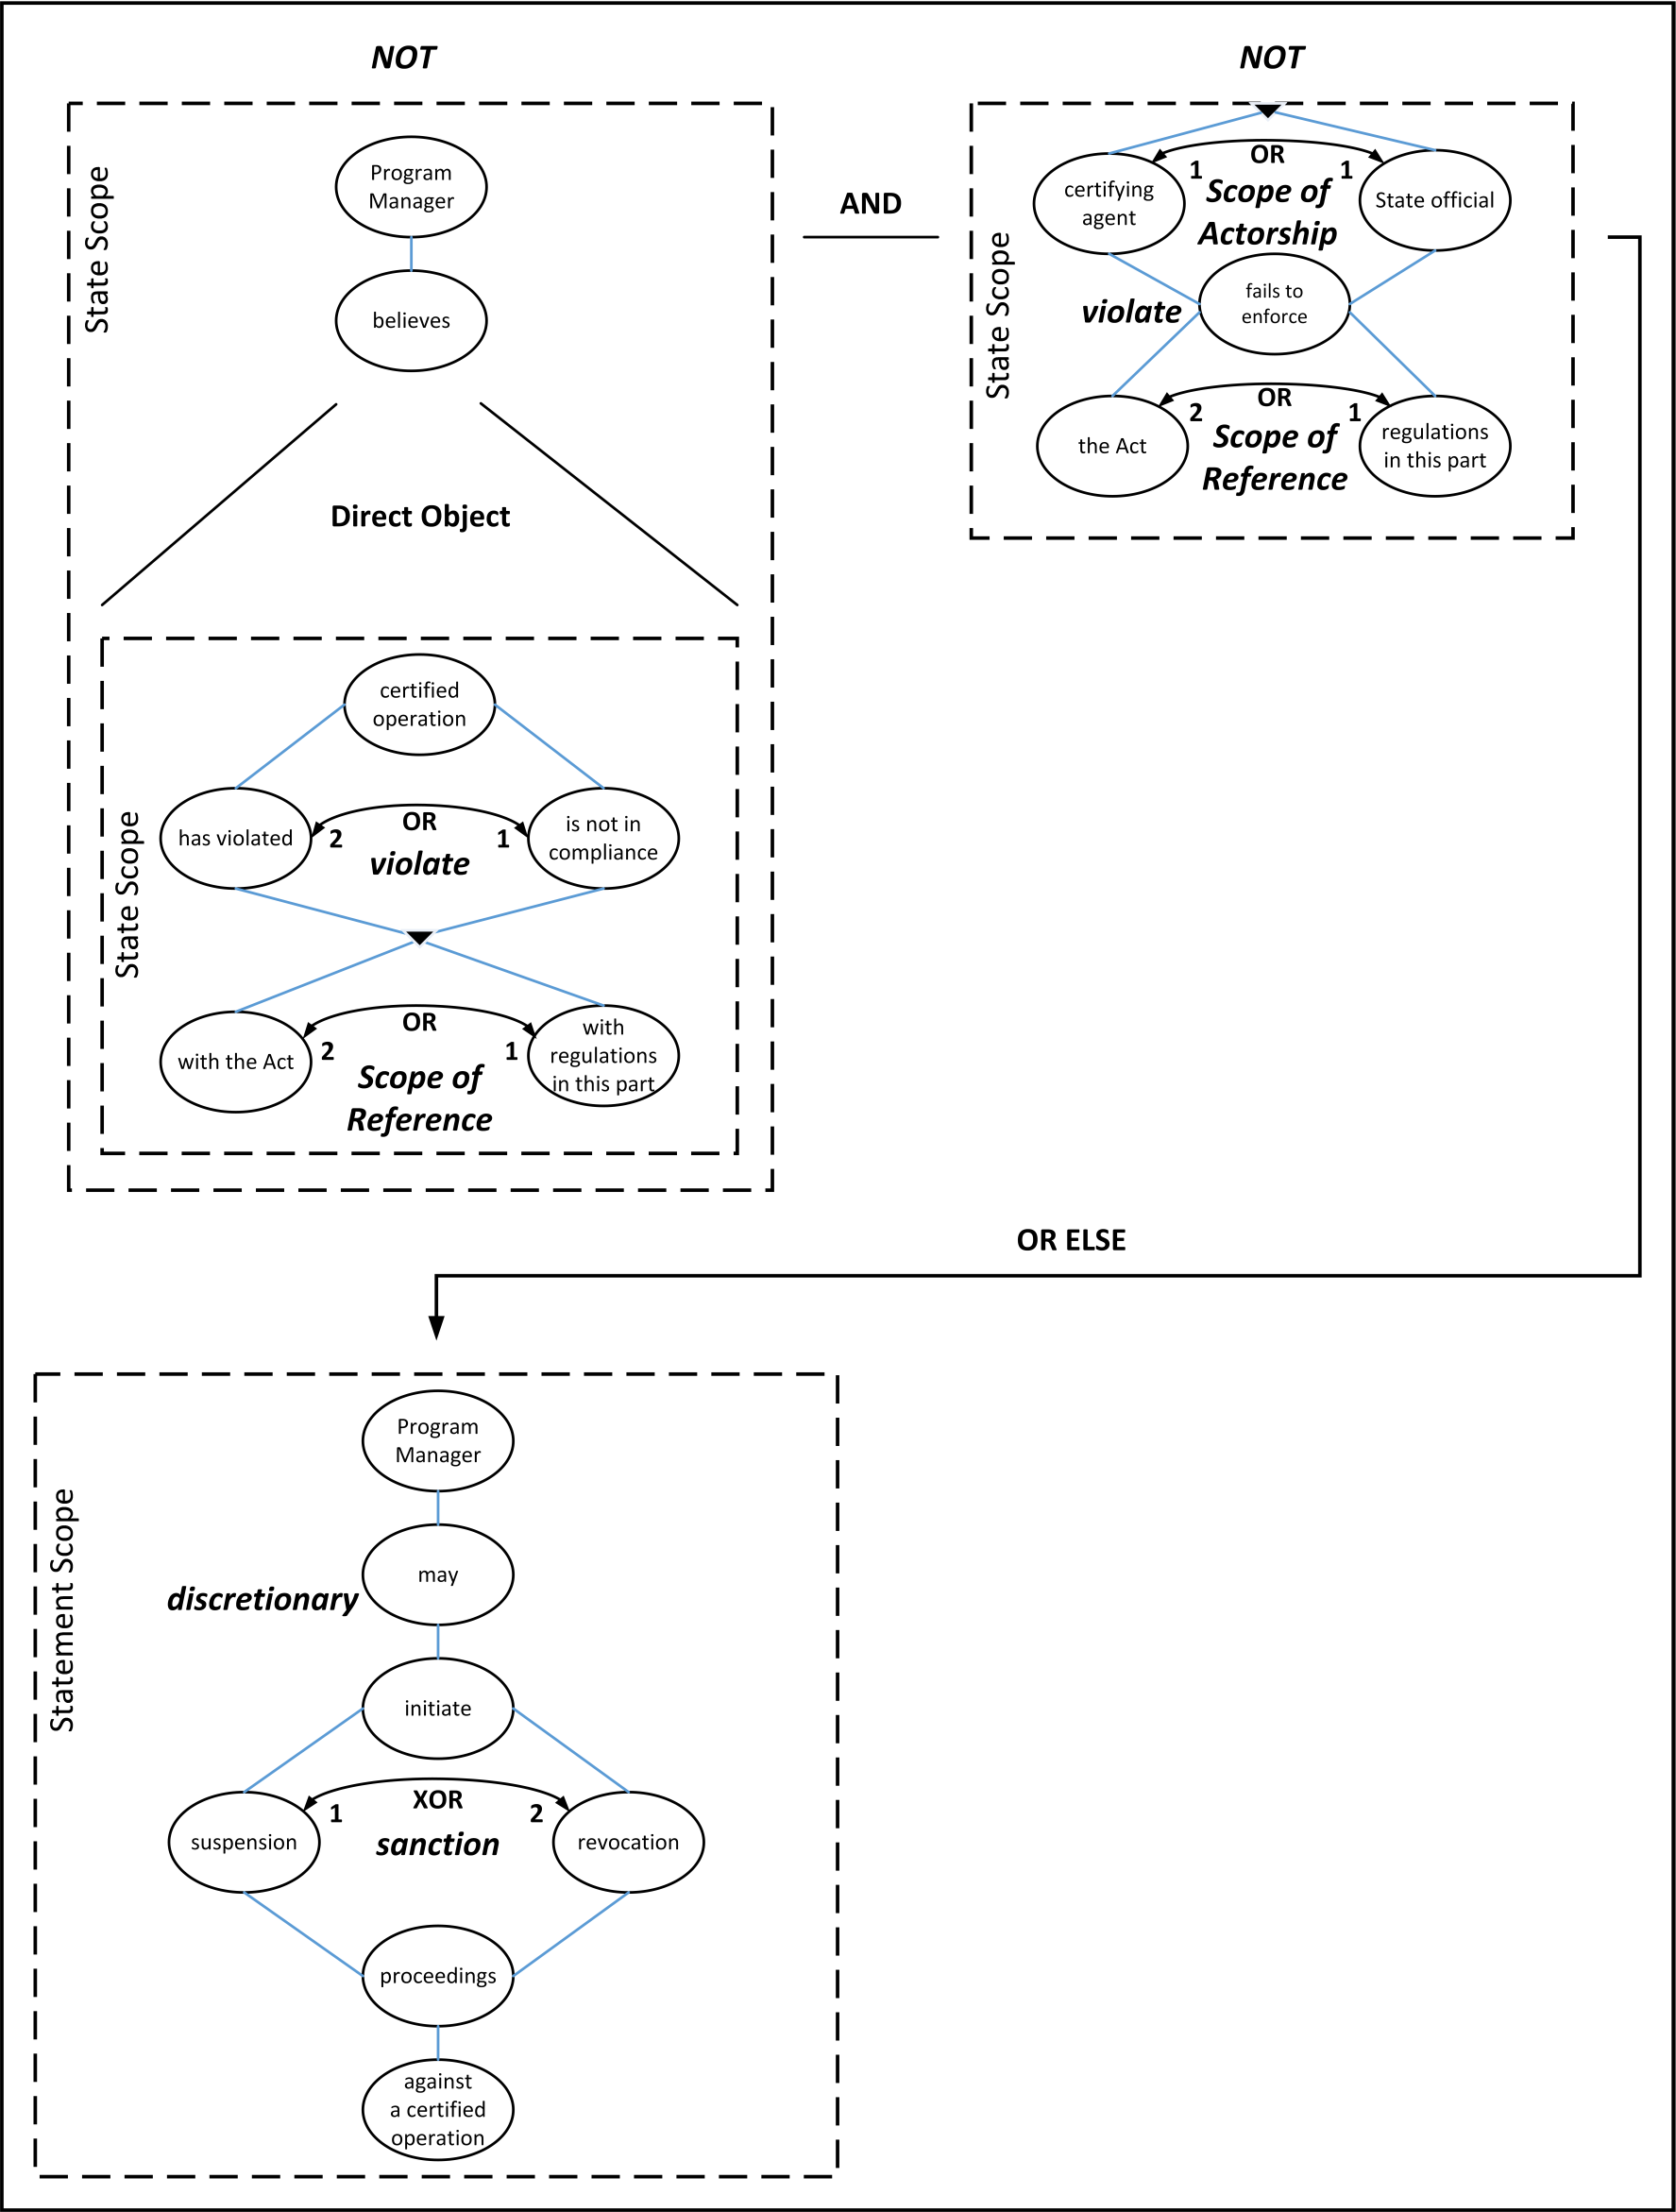 NOT
State Scope
Program
Manager
believes
Direct Object
State Scope
certified
operation
has violated
2
OR
1
violate
is not in
compliance
with the Act
2
OR
1
Scope of
Reference
with
regulations
in this part
AND
NOT
State Scope
certifying
agent
1
OR
1
Scope of
Actorship
State official
violate
fails to
enforce
the Act
2
OR
1
Scope of
Reference
regulations
in this part
OR ELSE
Statement Scope
Program
Manager
discretionary
may
initiate
suspension
1
XOR
2
sanction
revocation
proceedings
against
a certified
operation